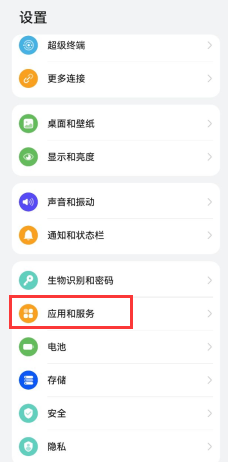 设置
超级终端
更多连接
桌面和壁纸
显示和亮度
声音和振动
通知和状态栏
生物识别和密码
应用和服务
电池
存储
安全
隐私